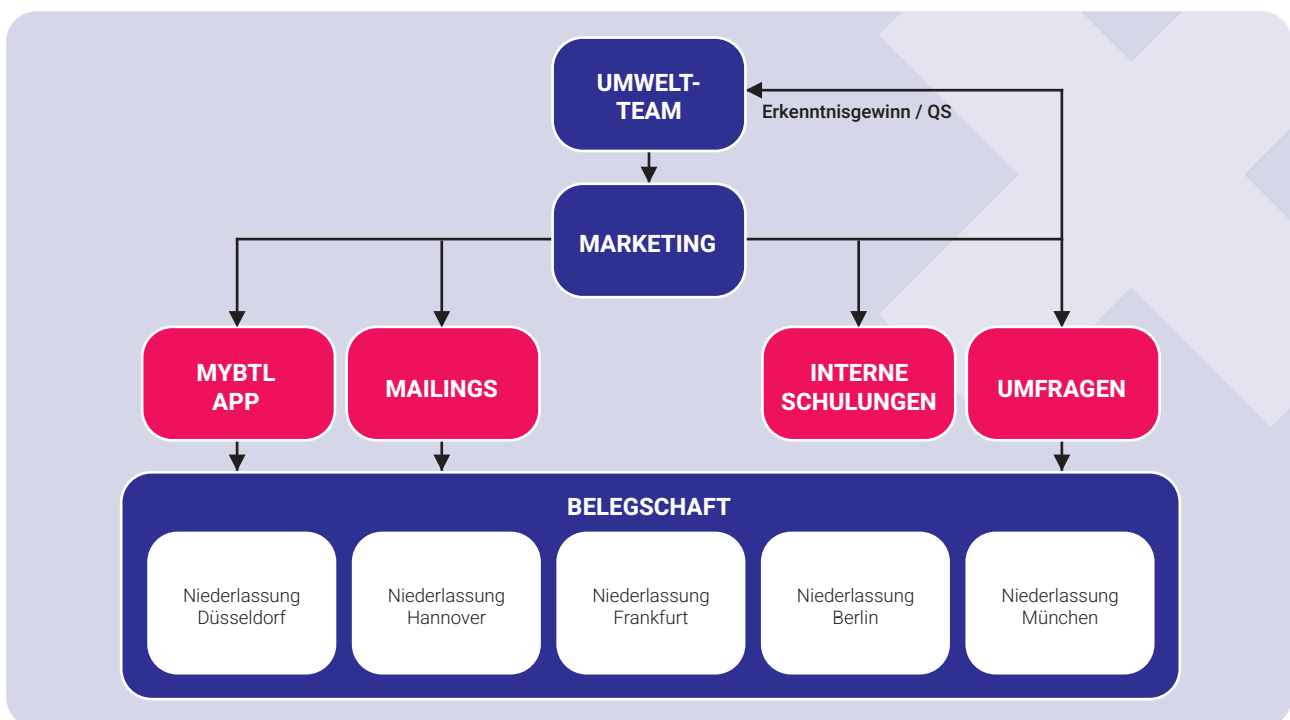 UMWELT-
TEAM
Erkenntnisgewinn / QS
MARKETING
MYBTL
APP
MAILINGS
INTERNE
SCHULUNGEN
UMFRAGEN
BELEGSCHAFT
Niederlassung
Düsseldorf
Niederlassung
Hannover
Niederlassung
Frankfurt
Niederlassung
Berlin
Niederlassung
München